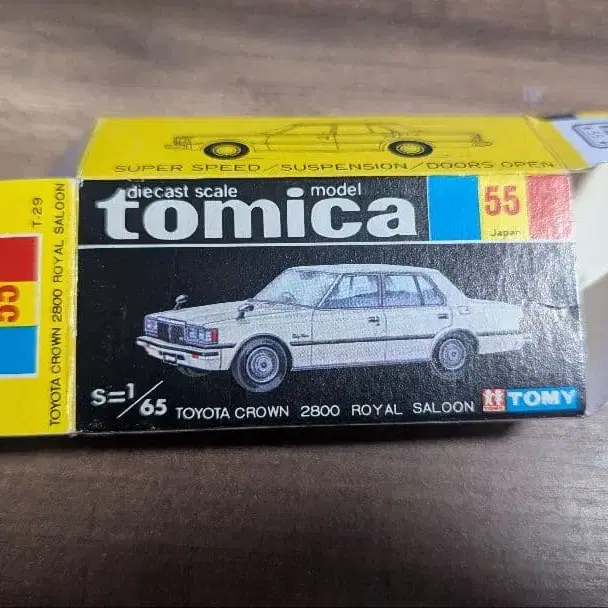 SUPER SPEED/SUSPENSION/DOORS OPEN
diecast scale model
tomica
55
Japan
S=1/65 TOYOTA CROWN 2800 ROYAL SALOON
TOMY
55
TOYOTA CROWN 2800 ROYAL SALOON
T-29